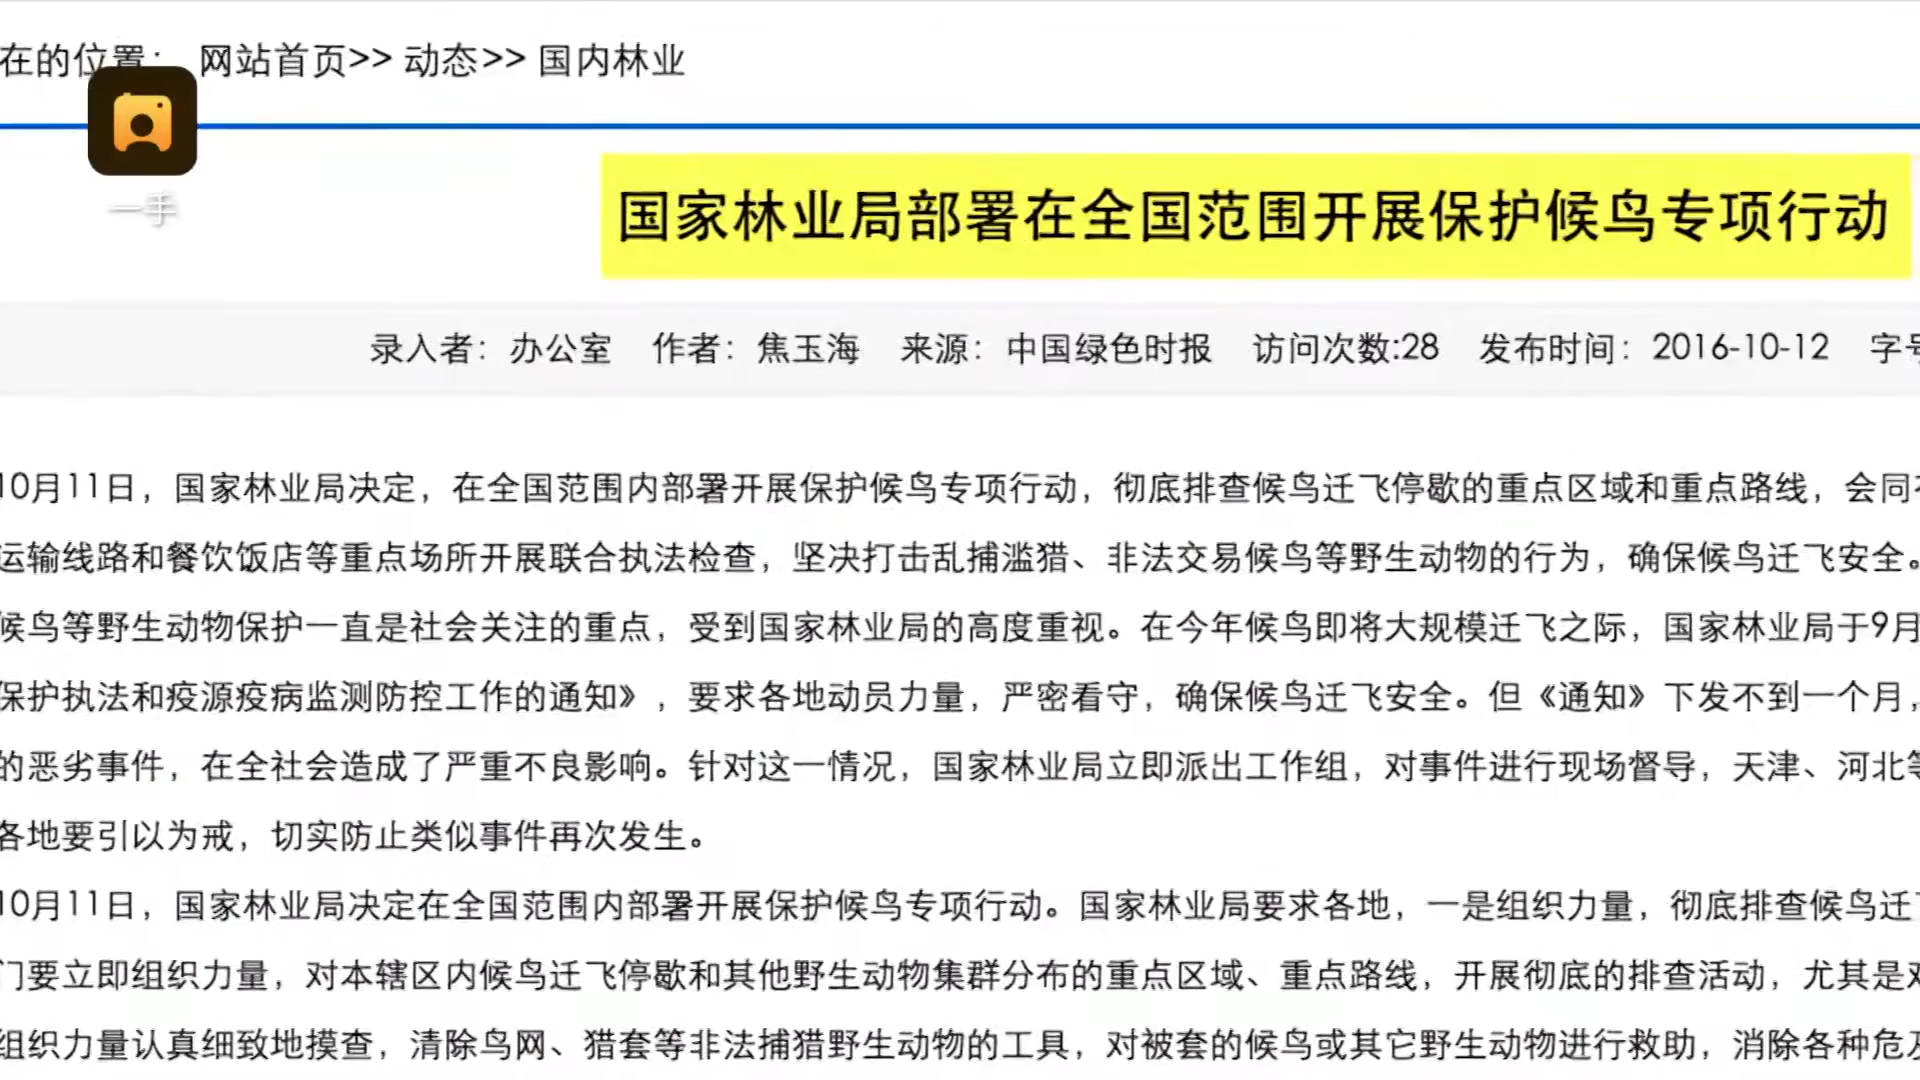 在的位置： 网站首页>> 动态>> 国内林业
一手
国家林业局部署在全国范围开展保护候鸟专项行动
录入者：办公室 作者：焦玉海 来源：中国绿色时报 访问次数:28 发布时间：2016-10-12 字号
10月11日，国家林业局决定，在全国范围内部署开展保护候鸟专项行动，彻底排查候鸟迁飞停歇的重点区域和重点路线，会同
运输线路和餐饮饭店等重点场所开展联合执法检查，坚决打击乱捕滥猎、非法交易候鸟等野生动物的行为，确保候鸟迁飞安全。
候鸟等野生动物保护一直是社会关注的重点，受到国家林业局的高度重视。在今年候鸟即将大规模迁飞之际，国家林业局于9月
保护执法和疫源疫病监测防控工作的通知》，要求各地动员力量，严密看守，确保候鸟迁飞安全。但《通知》下发不到一个月，
的恶劣事件，在全社会造成了严重不良影响。针对这一情况，国家林业局立即派出工作组，对事件进行现场督导，天津、河北等
各地要引以为戒，切实防止类似事件再次发生。
10月11日，国家林业局决定在全国范围内部署开展保护候鸟专项行动。国家林业局要求各地，一是组织力量，彻底排查候鸟迁
门要立即组织力量，对本辖区内候鸟迁飞停歇和其他野生动物集群分布的重点区域、重点路线，开展彻底的排查活动，尤其是
组织力量认真细致地摸查，清除鸟网、猎套等非法捕猎野生动物的工具，对被套的候鸟或其它野生动物进行救助，消除各种危